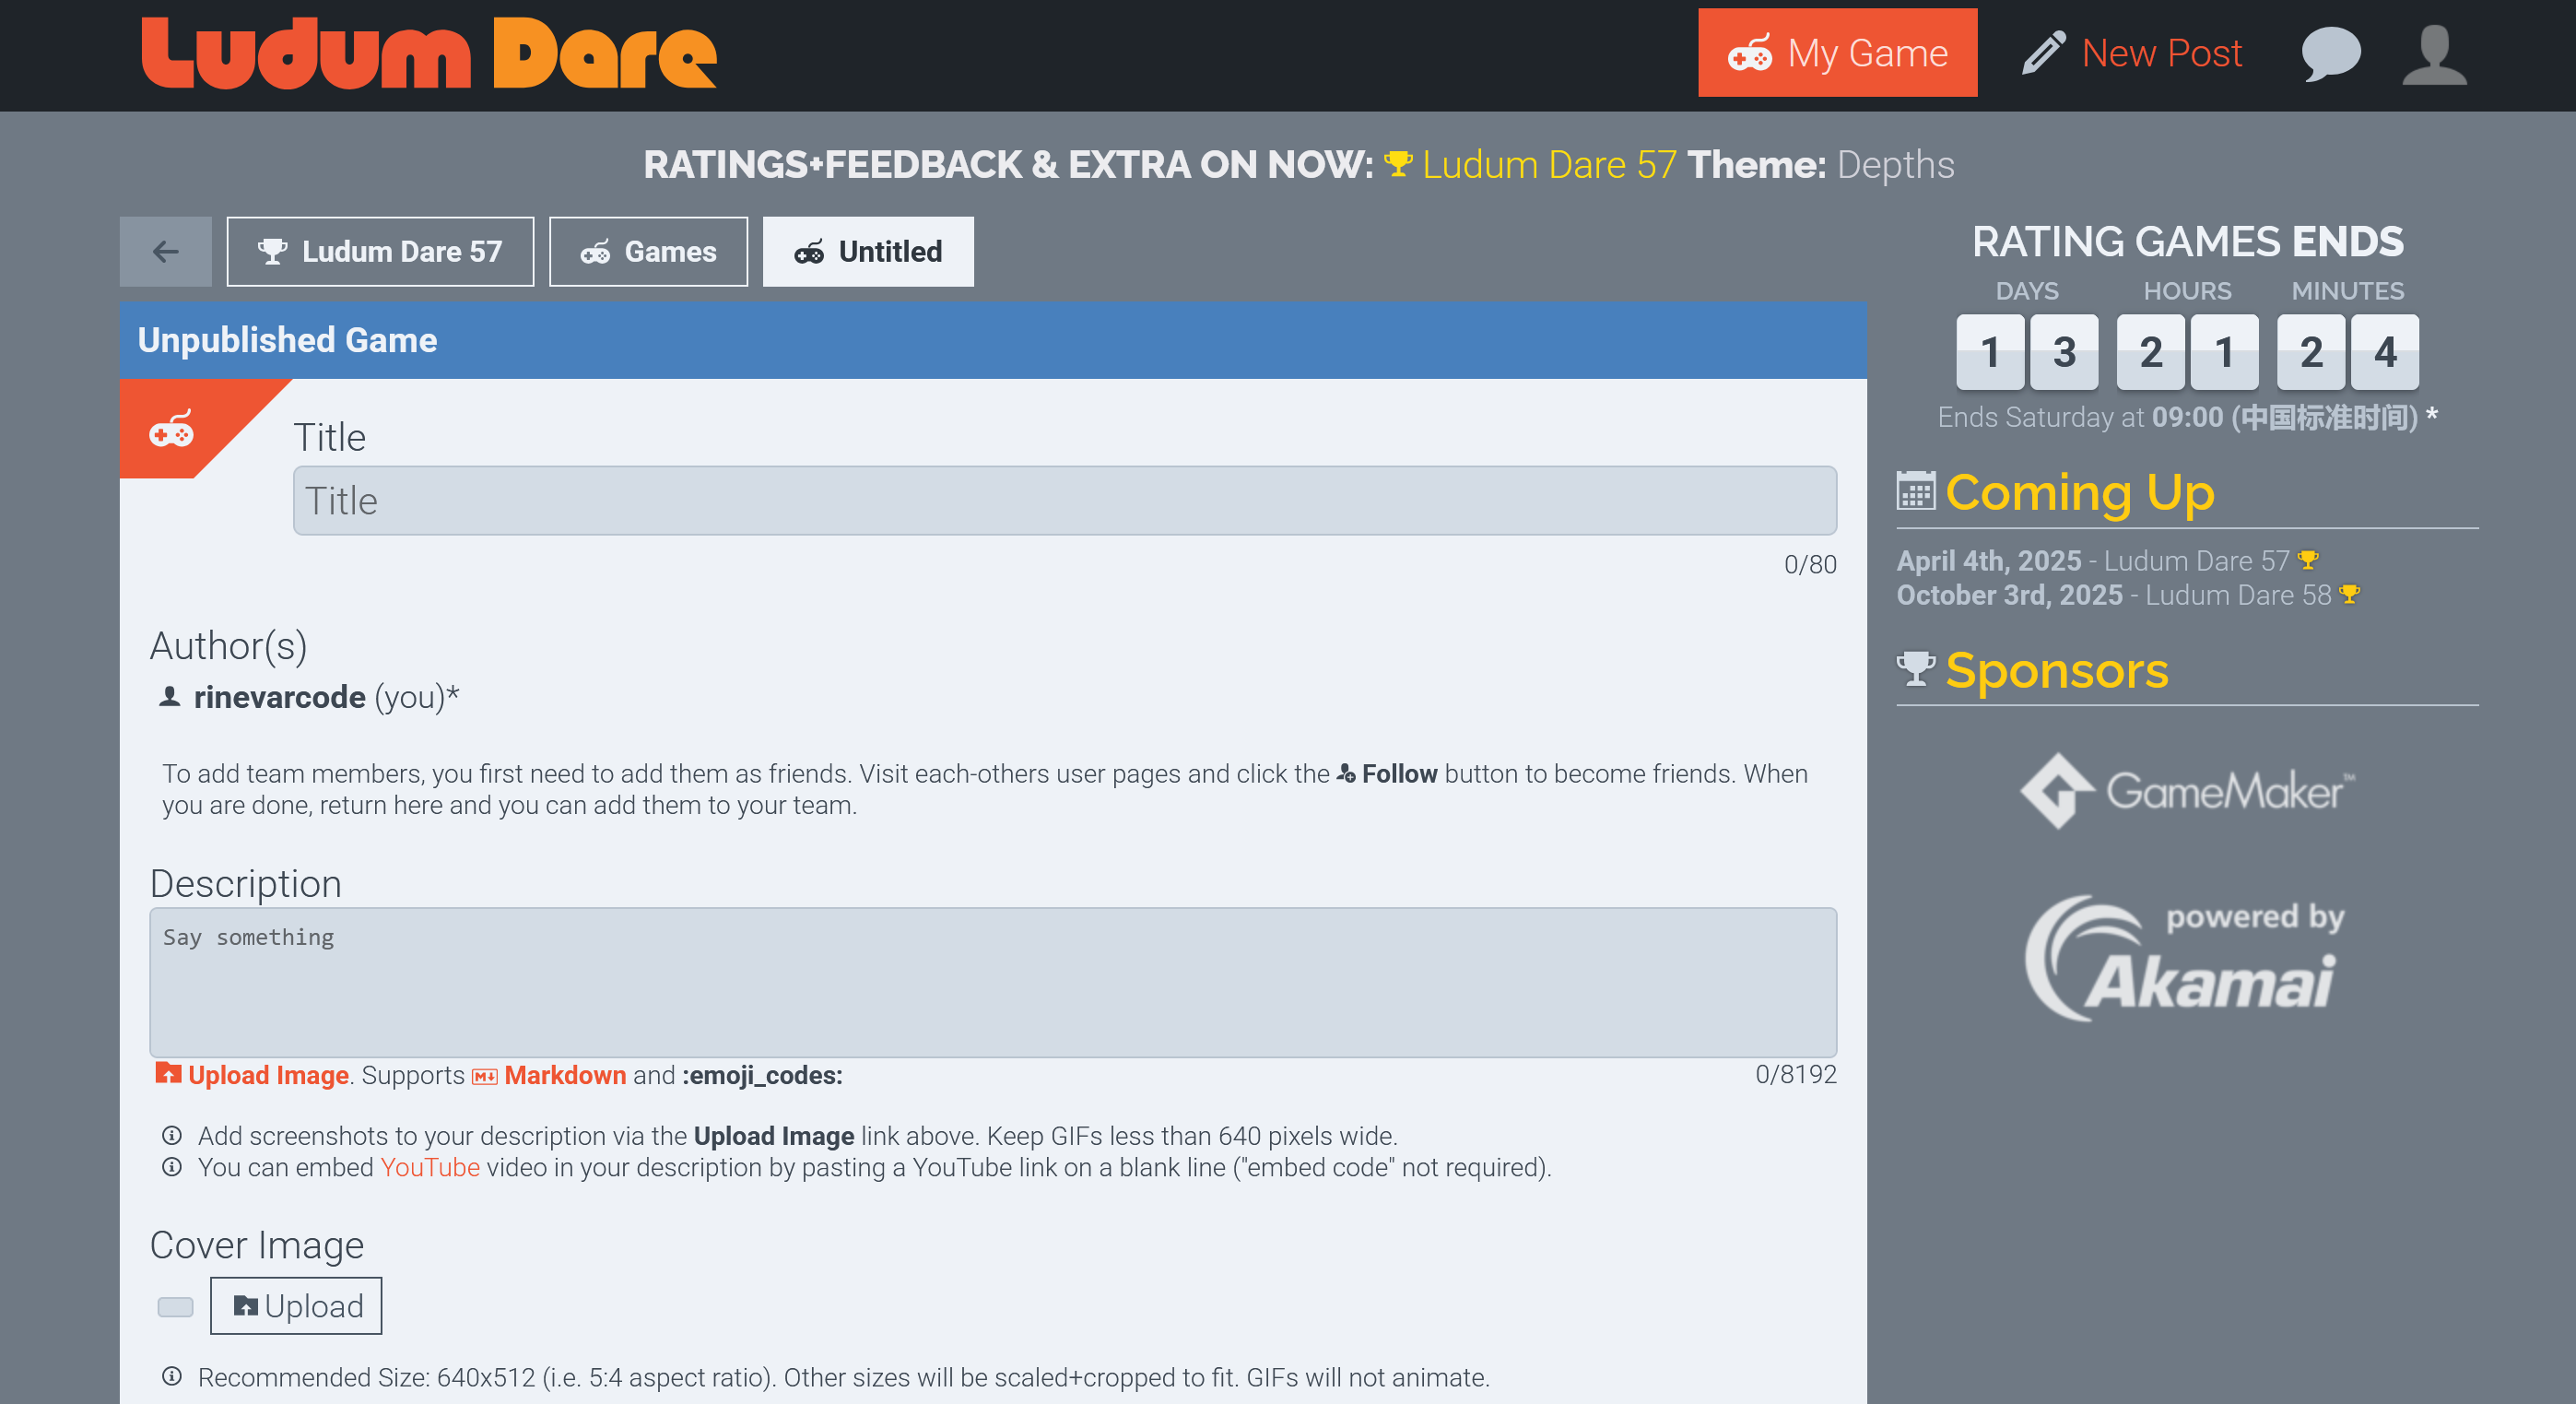 Ludum Dare
My Game
New Post
RATINGS+FEEDBACK & EXTRA ON NOW: Ludum Dare 57 Theme: Depths
Ludum Dare 57
Games
Untitled
Unpublished Game
Title
Title
0/80
Author(s)
rinevarcode (you)*
To add team members, you first need to add them as friends. Visit each-others user pages and click the Follow button to become friends. When
you are done, return here and you can add them to your team.
Description
Say something
Upload Image. Supports Markdown and :emoji_codes:
0/8192
Add screenshots to your description via the Upload Image link above. Keep GIFs less than 640 pixels wide.
You can embed YouTube video in your description by pasting a YouTube link on a blank line ("embed code" not required).
Cover Image
Upload
Recommended Size: 640x512 (i.e. 5:4 aspect ratio). Other sizes will be scaled+cropped to fit. GIFs will not animate.
RATING GAMES ENDS
DAYS HOURS MINUTES
1 3 2 1 2 4
Ends Saturday at 09:00 (中国标准时间) *
Coming Up
April 4th, 2025 - Ludum Dare 57
October 3rd, 2025 - Ludum Dare 58
Sponsors
GameMaker™
powered by
Akamai